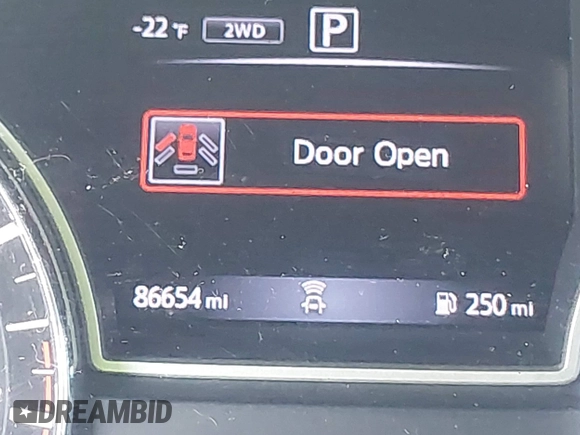 -22 °F 2WD P
Door Open
86654 mi 250 mi
DREAMBID